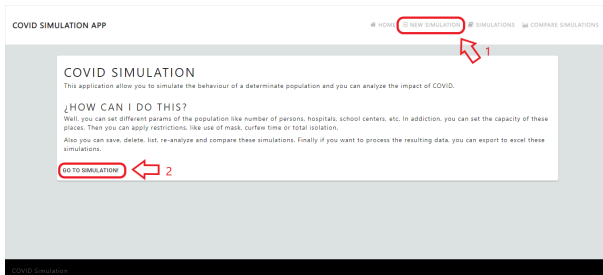 COVID SIMULATION APP
HOME
NEW SIMULATION
SIMULATIONS
COMPARE SIMULATIONS
1
COVID SIMULATION
This application allow you to simulate the behaviour of a determinate population and you can analyze the impact of COVID.
¿HOW CAN I DO THIS?
Well, you can set different params of the population like number of persons, hospitals, school centers, etc. In addiction, you can set the capacity of these
places. Then you can apply restrictions, like use of mask, curfew time or total isolation,
Also you can save, delete, list, re-analyze and compare these simulations. Finally if you want to process the resulting data, you can export to excel these
simulations.
GO TO SIMULATION!
2
COVID Simulation